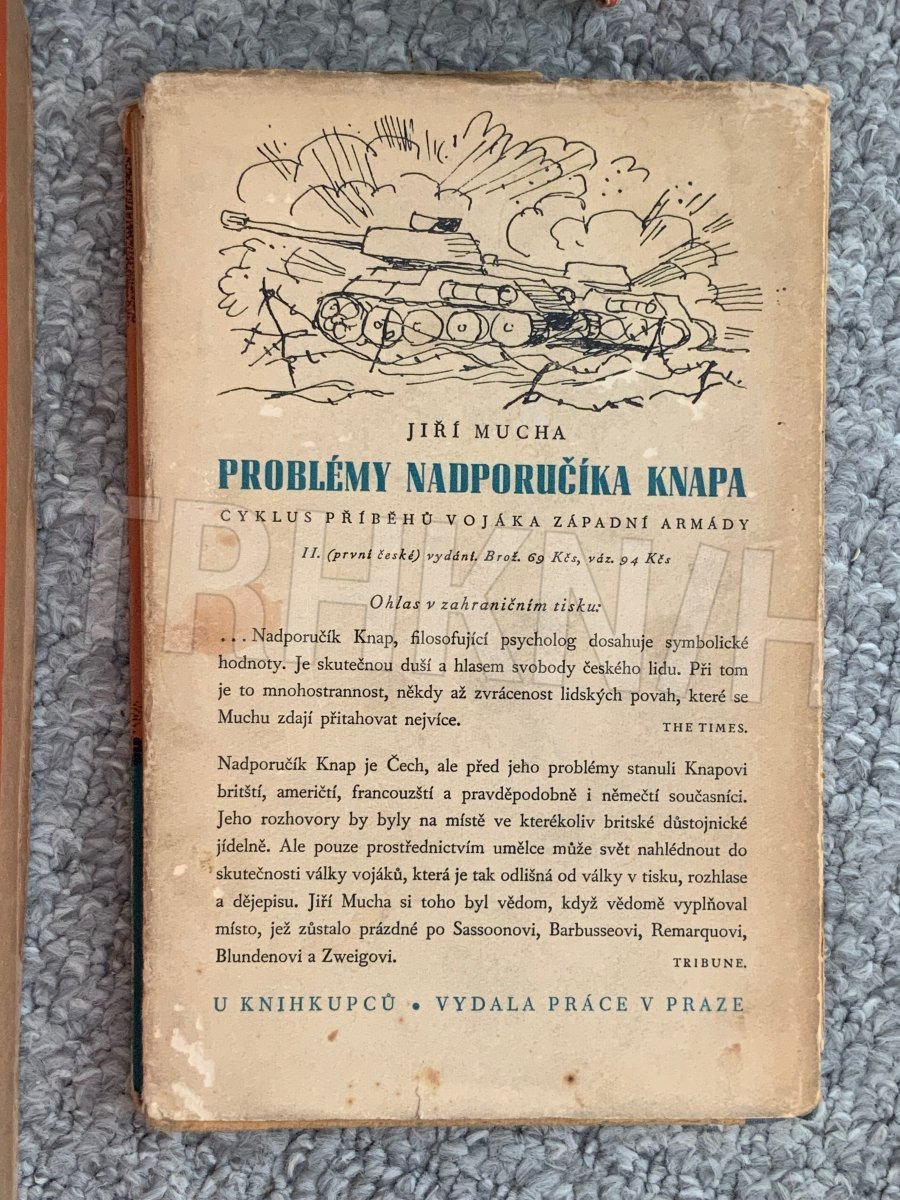 JIŘÍ MUCHA
PROBLÉMY NADPORUČÍKA KNAPA
CYKLUS PŘÍBĚHŮ VOJÁKA ZÁPADNÍ ARMÁDY
II. (první české) vydání. Brož. 69 Kčs, váz. 94 Kčs
Ohlas v zahraničním tisku:
...Nadporučík Knap, filosofující psycholog dosahuje symbolické
hodnoty. Je skutečnou duší a hlasem svobody českého lidu. Při tom
je to mnohostrannost, někdy až zvrácenost lidských povah, které se
Muchu zdají přitahovat nejvíce.
THE TIMES.
Nadporučík Knap je Čech, ale před jeho problémy stanuli Knapovi
britští, američtí, francouzští a pravděpodobně i němečtí současníci.
Jeho rozhovory by byly na místě ve kterékoliv britské důstojnické
jídelně. Ale pouze prostřednictvím umělce může svět nahlédnout do
skutečnosti války vojáků, která je tak odlišná od války v tisku, rozhlase
a dějepisu. Jiří Mucha si toho byl vědom, když vědomě vyplňoval
místo, jež zůstalo prázdné po Sassoonovi, Barbusseovi, Remarquovi,
Blundenovi a Zweigovi.
TRIBUNE.
U KNIHKUPCŮ • VYDALA PRÁCE V PRAZE